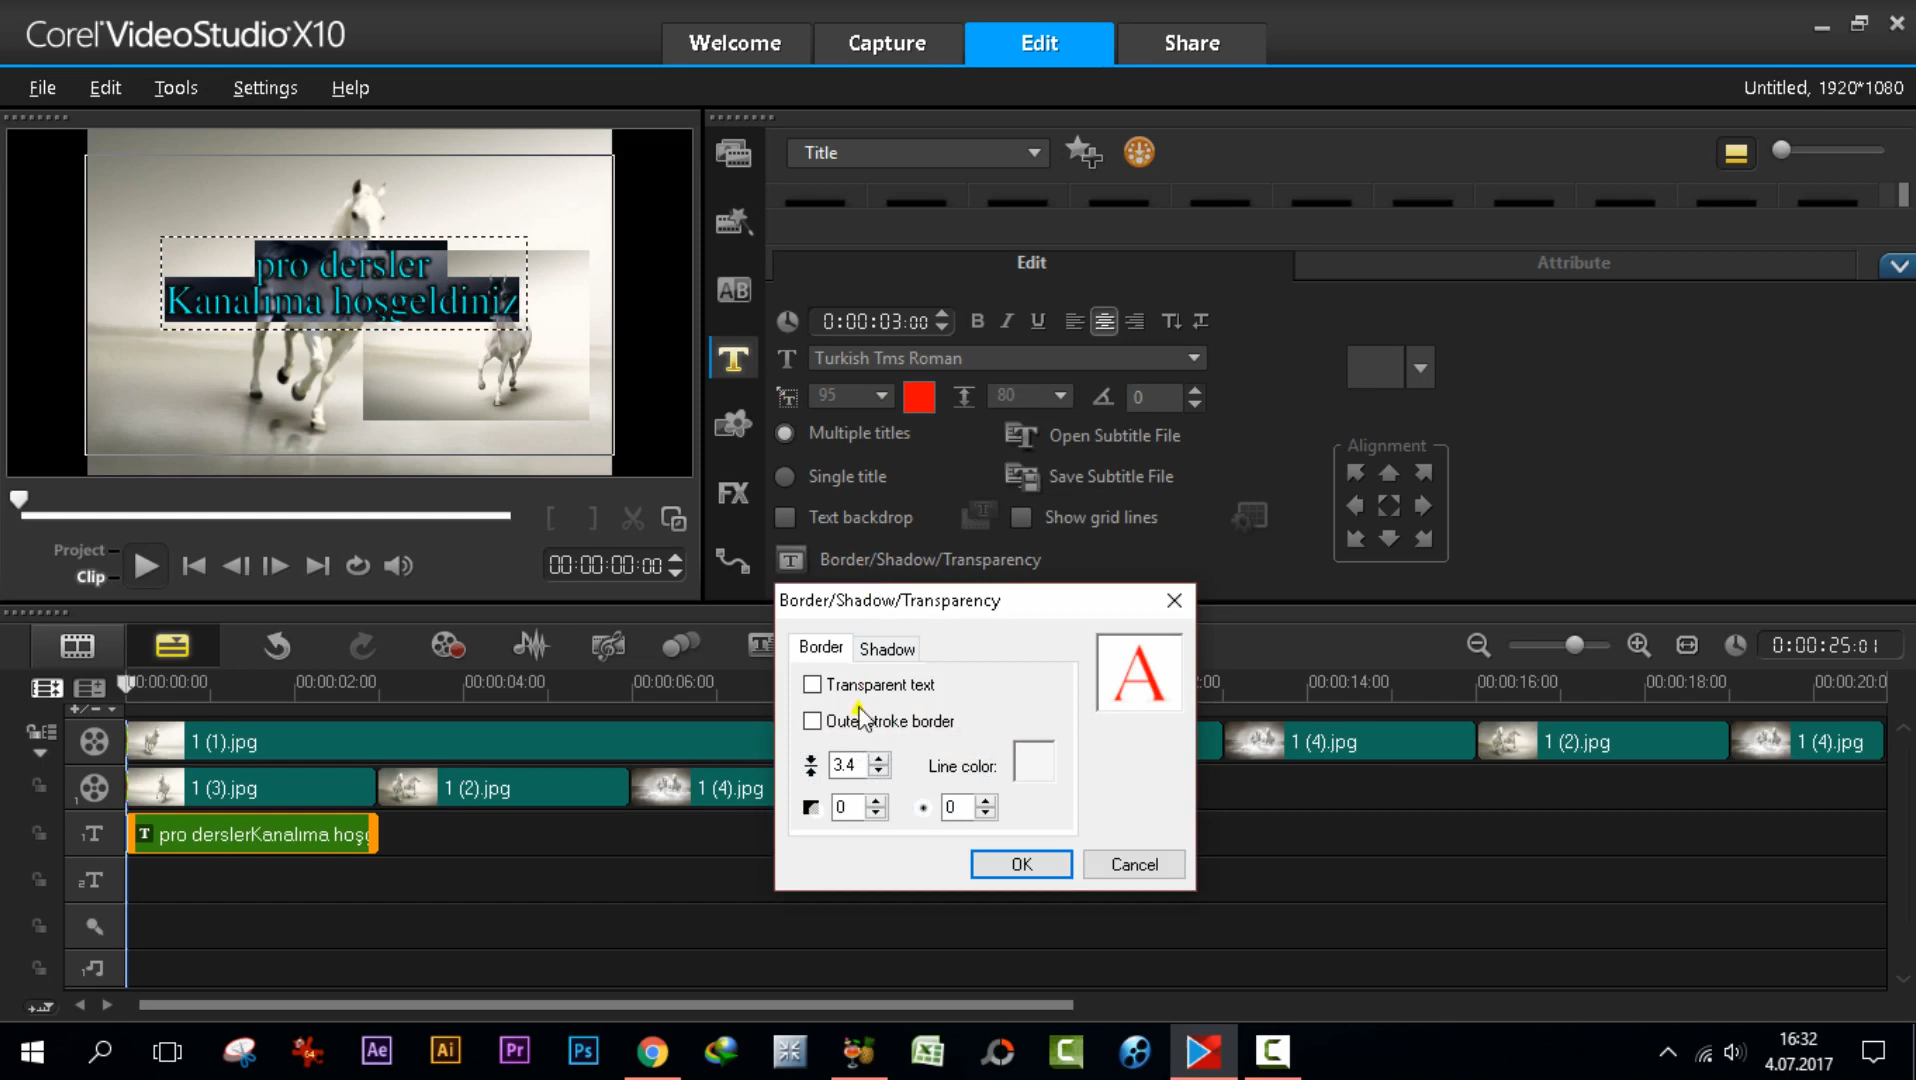 Corel VideoStudio X10
Welcome
Capture
Edit
Share
File
Edit
Tools
Settings
Help
Untitled, 1920*1080
Title
pro dersler
Kanalıma hoşgeldiniz
Edit
Attribute
0:00:03:00
B I U
Turkish Tms Roman
95
80
0
Multiple titles
Open Subtitle File
Alignment
Single title
Save Subtitle File
Text backdrop
Show grid lines
Border/Shadow/Transparency
AB
T
FX
Project
Clip
00:00:00:00
Border/Shadow/Transparency
Border
Shadow
A
Transparent text
Outer stroke border
3.4
Line color:
0
0
OK
Cancel
0:00:25:01
00:00:02:00
00:00:04:00
00:00:06:00
00:00:14:00
00:00:16:00
00:00:18:00
1 (1).jpg
1 (4).jpg
1 (2).jpg
1 (4).jpg
1 (3).jpg
1 (2).jpg
1 (4).jpg
T pro derslerKanalıma
1T
2T
Ae
Ai
Pr
Ps
16:32
4.07.2017